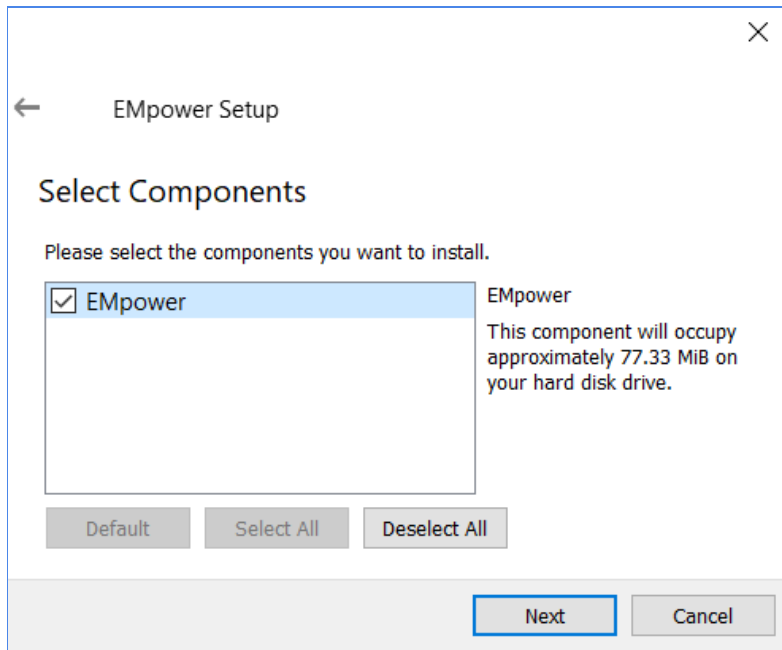 EMpower Setup
Select Components
Please select the components you want to install.
EMpower
EMpower
This component will occupy
approximately 77.33 MiB on
your hard disk drive.
Default
Select All
Deselect All
Next
Cancel